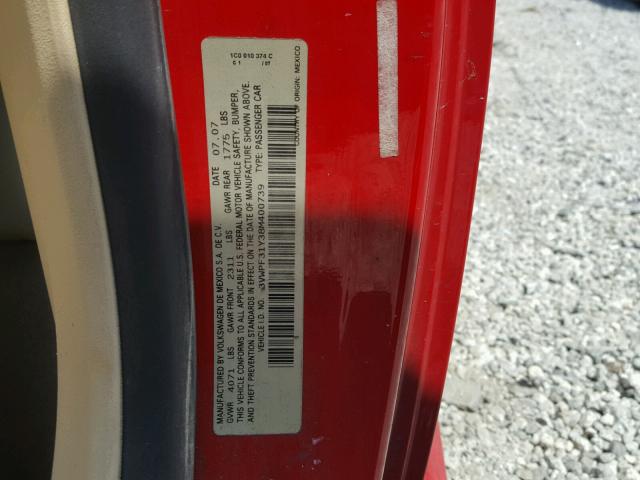 1C0 010 374 C
G 1 / 07
MANUFACTURED BY VOLKSWAGEN DE MEXICO S.A. DE C.V. DATE 07.07
GVWR 4071 LBS GAWR FRONT 2311 LBS GAWR REAR 1775 LBS
THIS VEHICLE CONFORMS TO ALL APPLICABLE U.S. FEDERAL MOTOR VEHICLE SAFETY, BUMPER,
AND THEFT PREVENTION STANDARDS IN EFFECT ON THE DATE OF MANUFACTURE SHOWN ABOVE.
VEHICLE I.D. NO. 3VWPF31Y38M400739 TYPE: PASSENGER CAR
COUNTRY OF ORIGIN: MEXICO